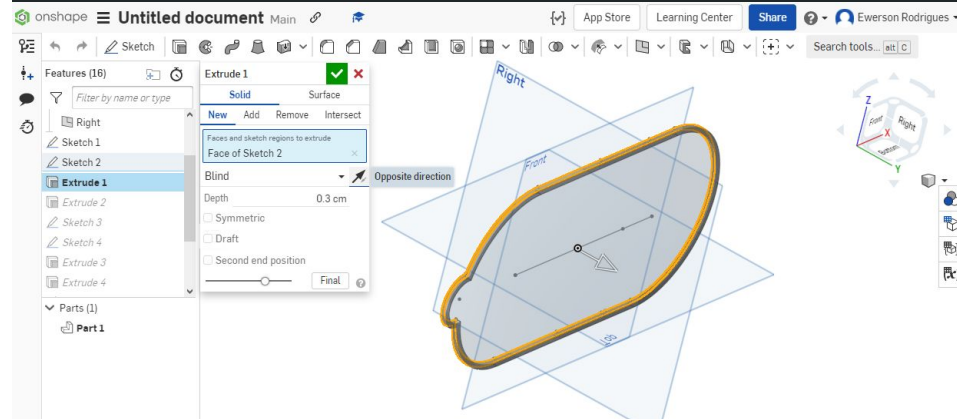 onshape Untitled document Main App Store Learning Center Share Ewerson Rodrigues
Sketch Search tools... alt C
Features (16)
Filter by name or type
Right
Sketch 1
Sketch 2
Extrude 1
Extrude 2
Sketch 3
Sketch 4
Extrude 3
Extrude 4
Parts (1)
Part 1
Extrude 1
Solid Surface
New Add Remove Intersect
Faces and sketch regions to extrude
Face of Sketch 2
Blind
Opposite direction
Depth 0.3 cm
Symmetric
Draft
Second end position
Final
Right
Front
Top
Z
Front Right
X
Y